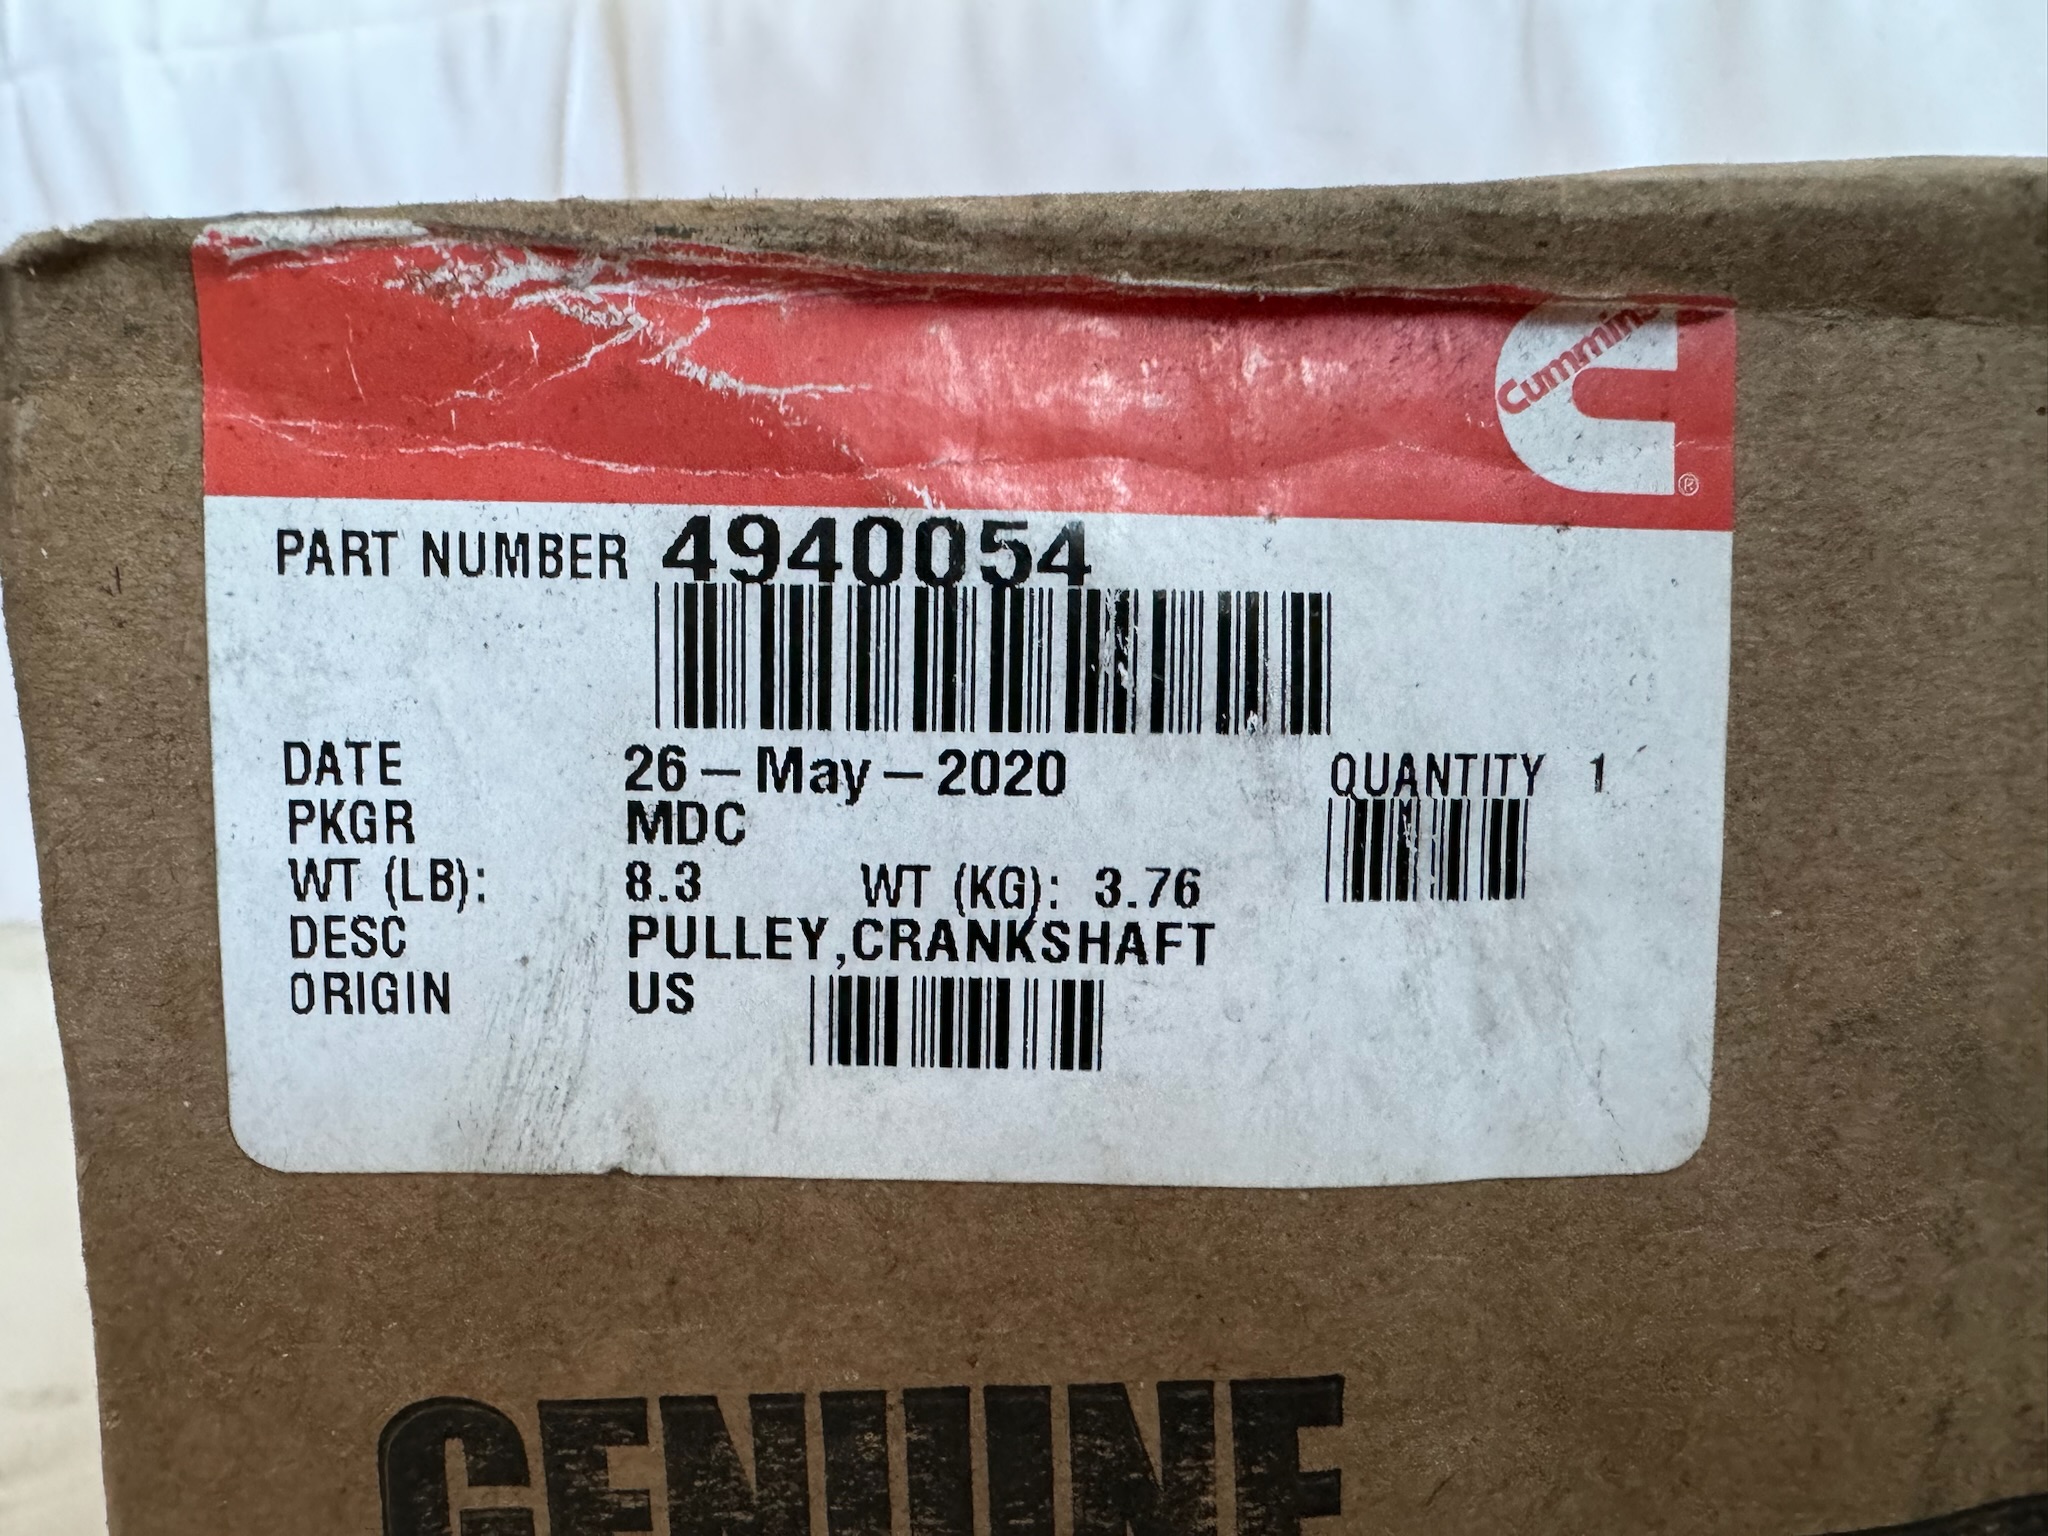 Cummins
®
PART NUMBER 4940054
DATE 26-May-2020 QUANTITY 1
PKGR MDC
WT (LB): 8.3 WT (KG): 3.76
DESC PULLEY,CRANKSHAFT
ORIGIN US
GENUINE